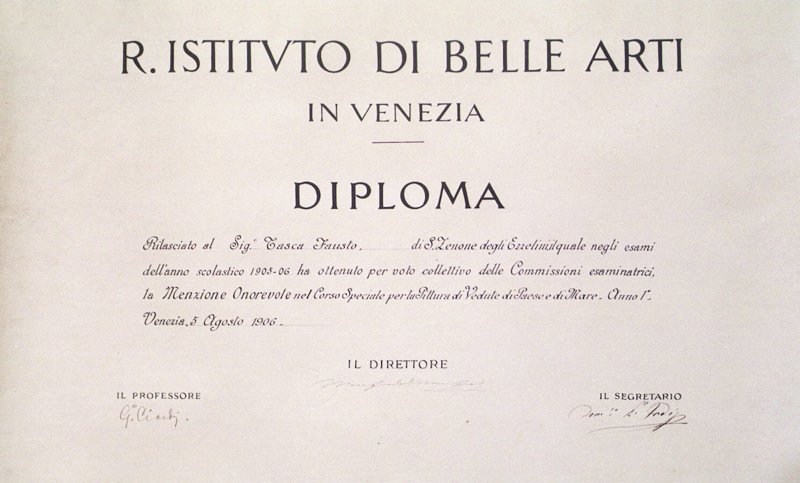 R. ISTITVTO DI BELLE ARTI
IN VENEZIA
DIPLOMA
Rilasciato al Sig.r Tasca Fausto, di S. Zenone degli Ezzelini, il quale negli esami
dell'anno scolastico 1905-06 ha ottenuto per voto collettivo delle Commissioni esaminatrici,
la Menzione Onorevole nel Corso Speciale per la Pittura di Vedute di Paese e di Mare. Anno 1°.
Venezia, 5 Agosto 1906.
IL DIRETTORE
IL PROFESSORE
G. Ciardi.
IL SEGRETARIO